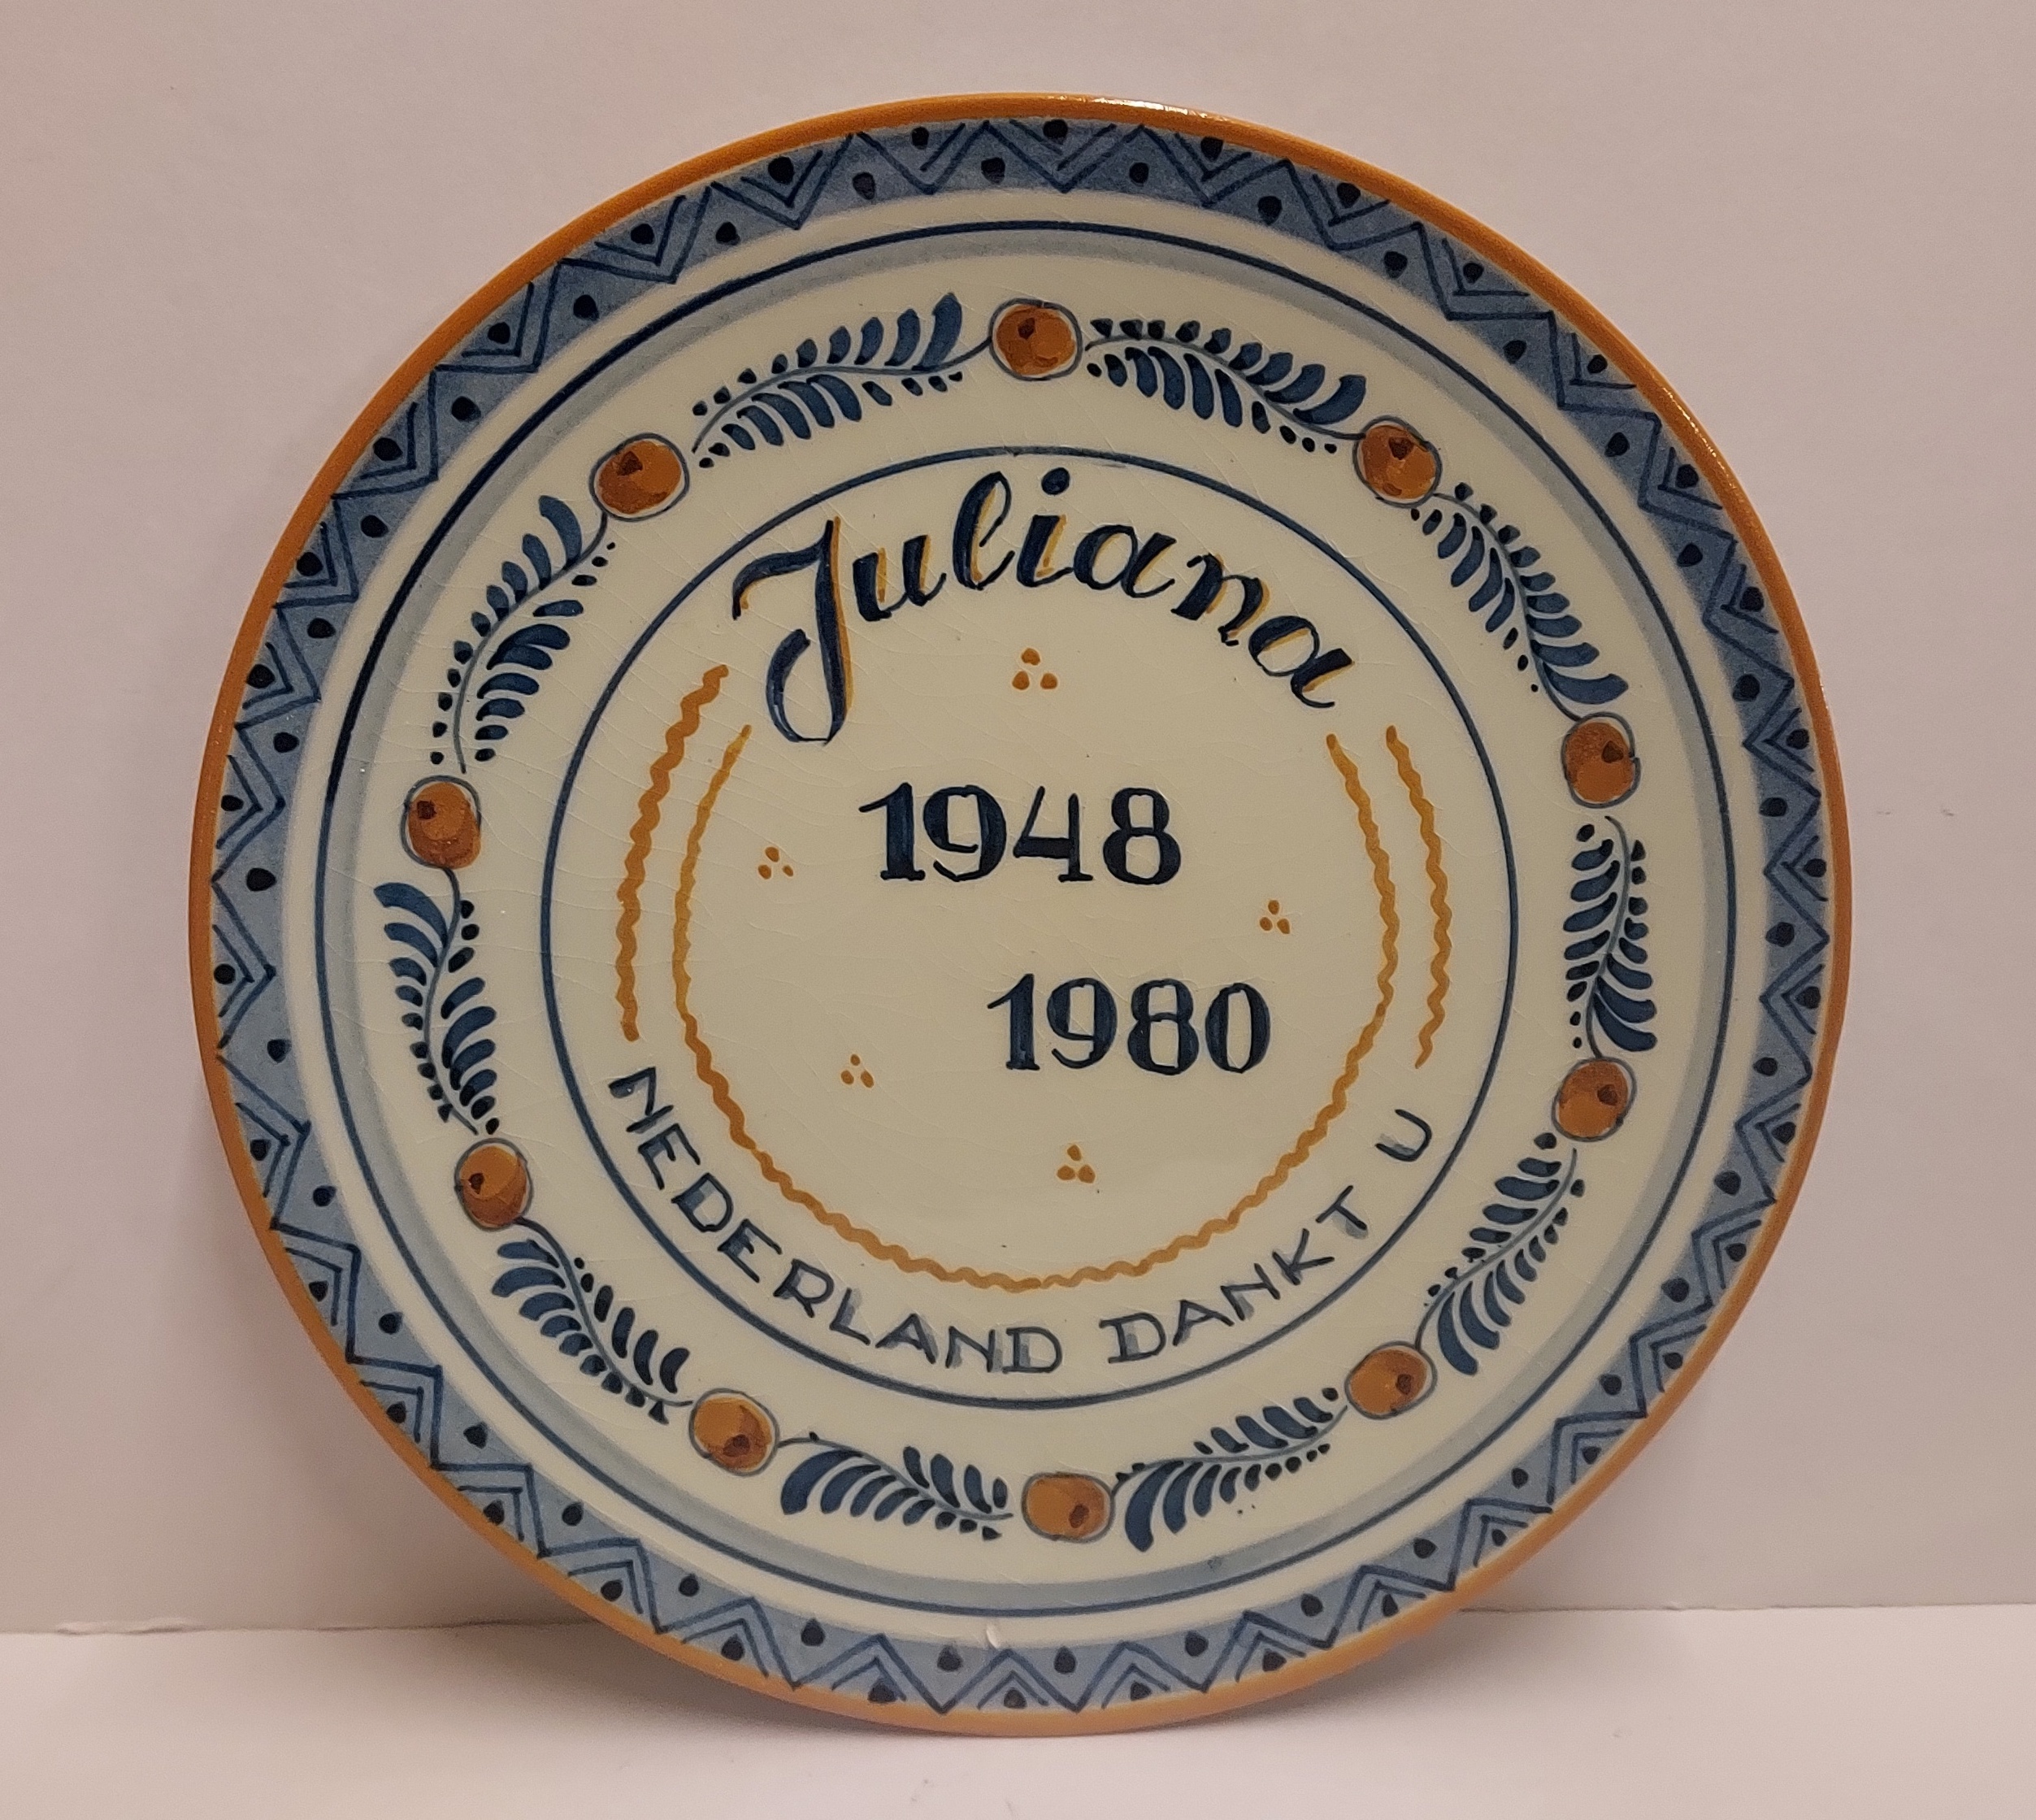 Juliana
1948
1980
NEDERLAND DANKT U